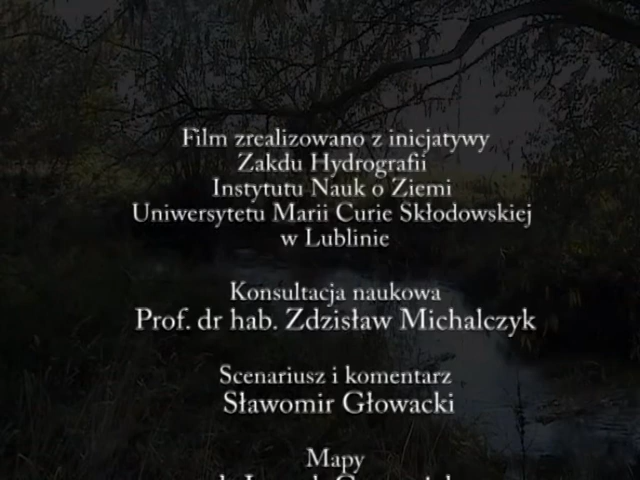 Film zrealizowano z inicjatywy
Zakdu Hydrografii
Instytutu Nauk o Ziemi
Uniwersytetu Marii Curie Skłodowskiej
w Lublinie
Konsultacja naukowa
Prof. dr hab. Zdzisław Michalczyk
Scenariusz i komentarz
Sławomir Głowacki
Mapy